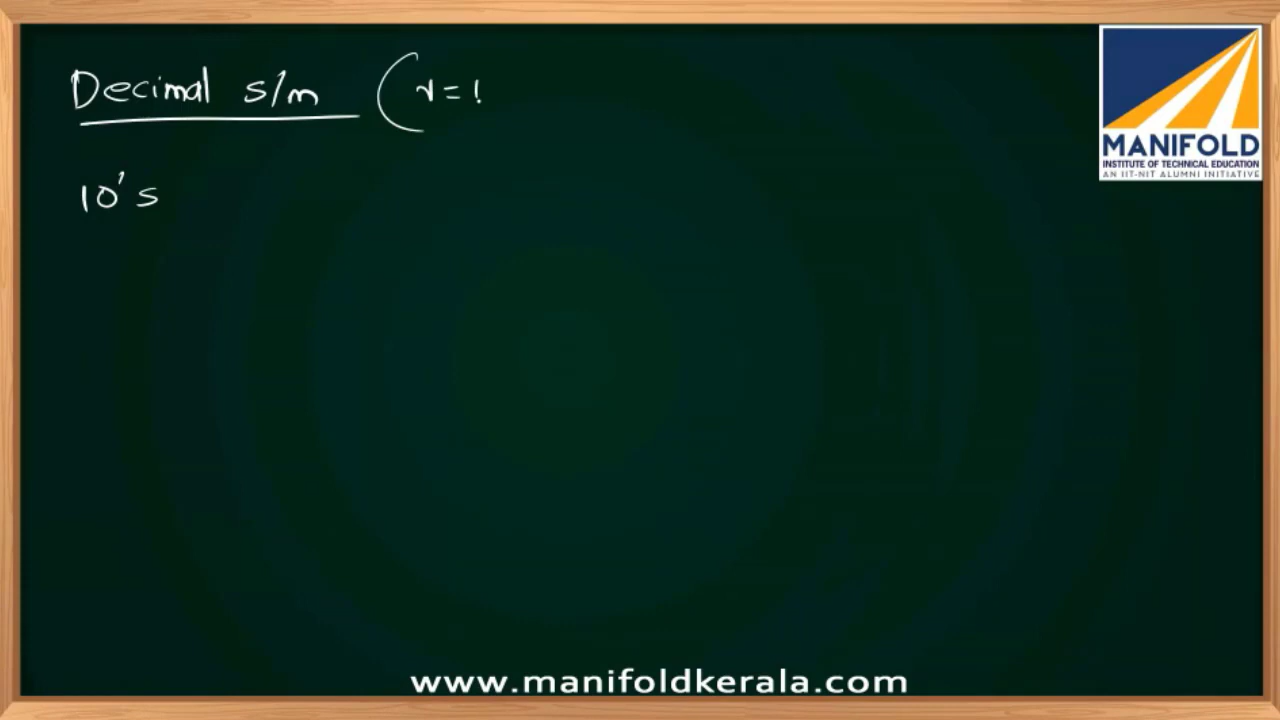 Decimal s/m (r = 1
10's
MANIFOLD
INSTITUTE OF TECHNICAL EDUCATION
AN IIT-NIT ALUMNI INITIATIVE
www.manifoldkerala.com